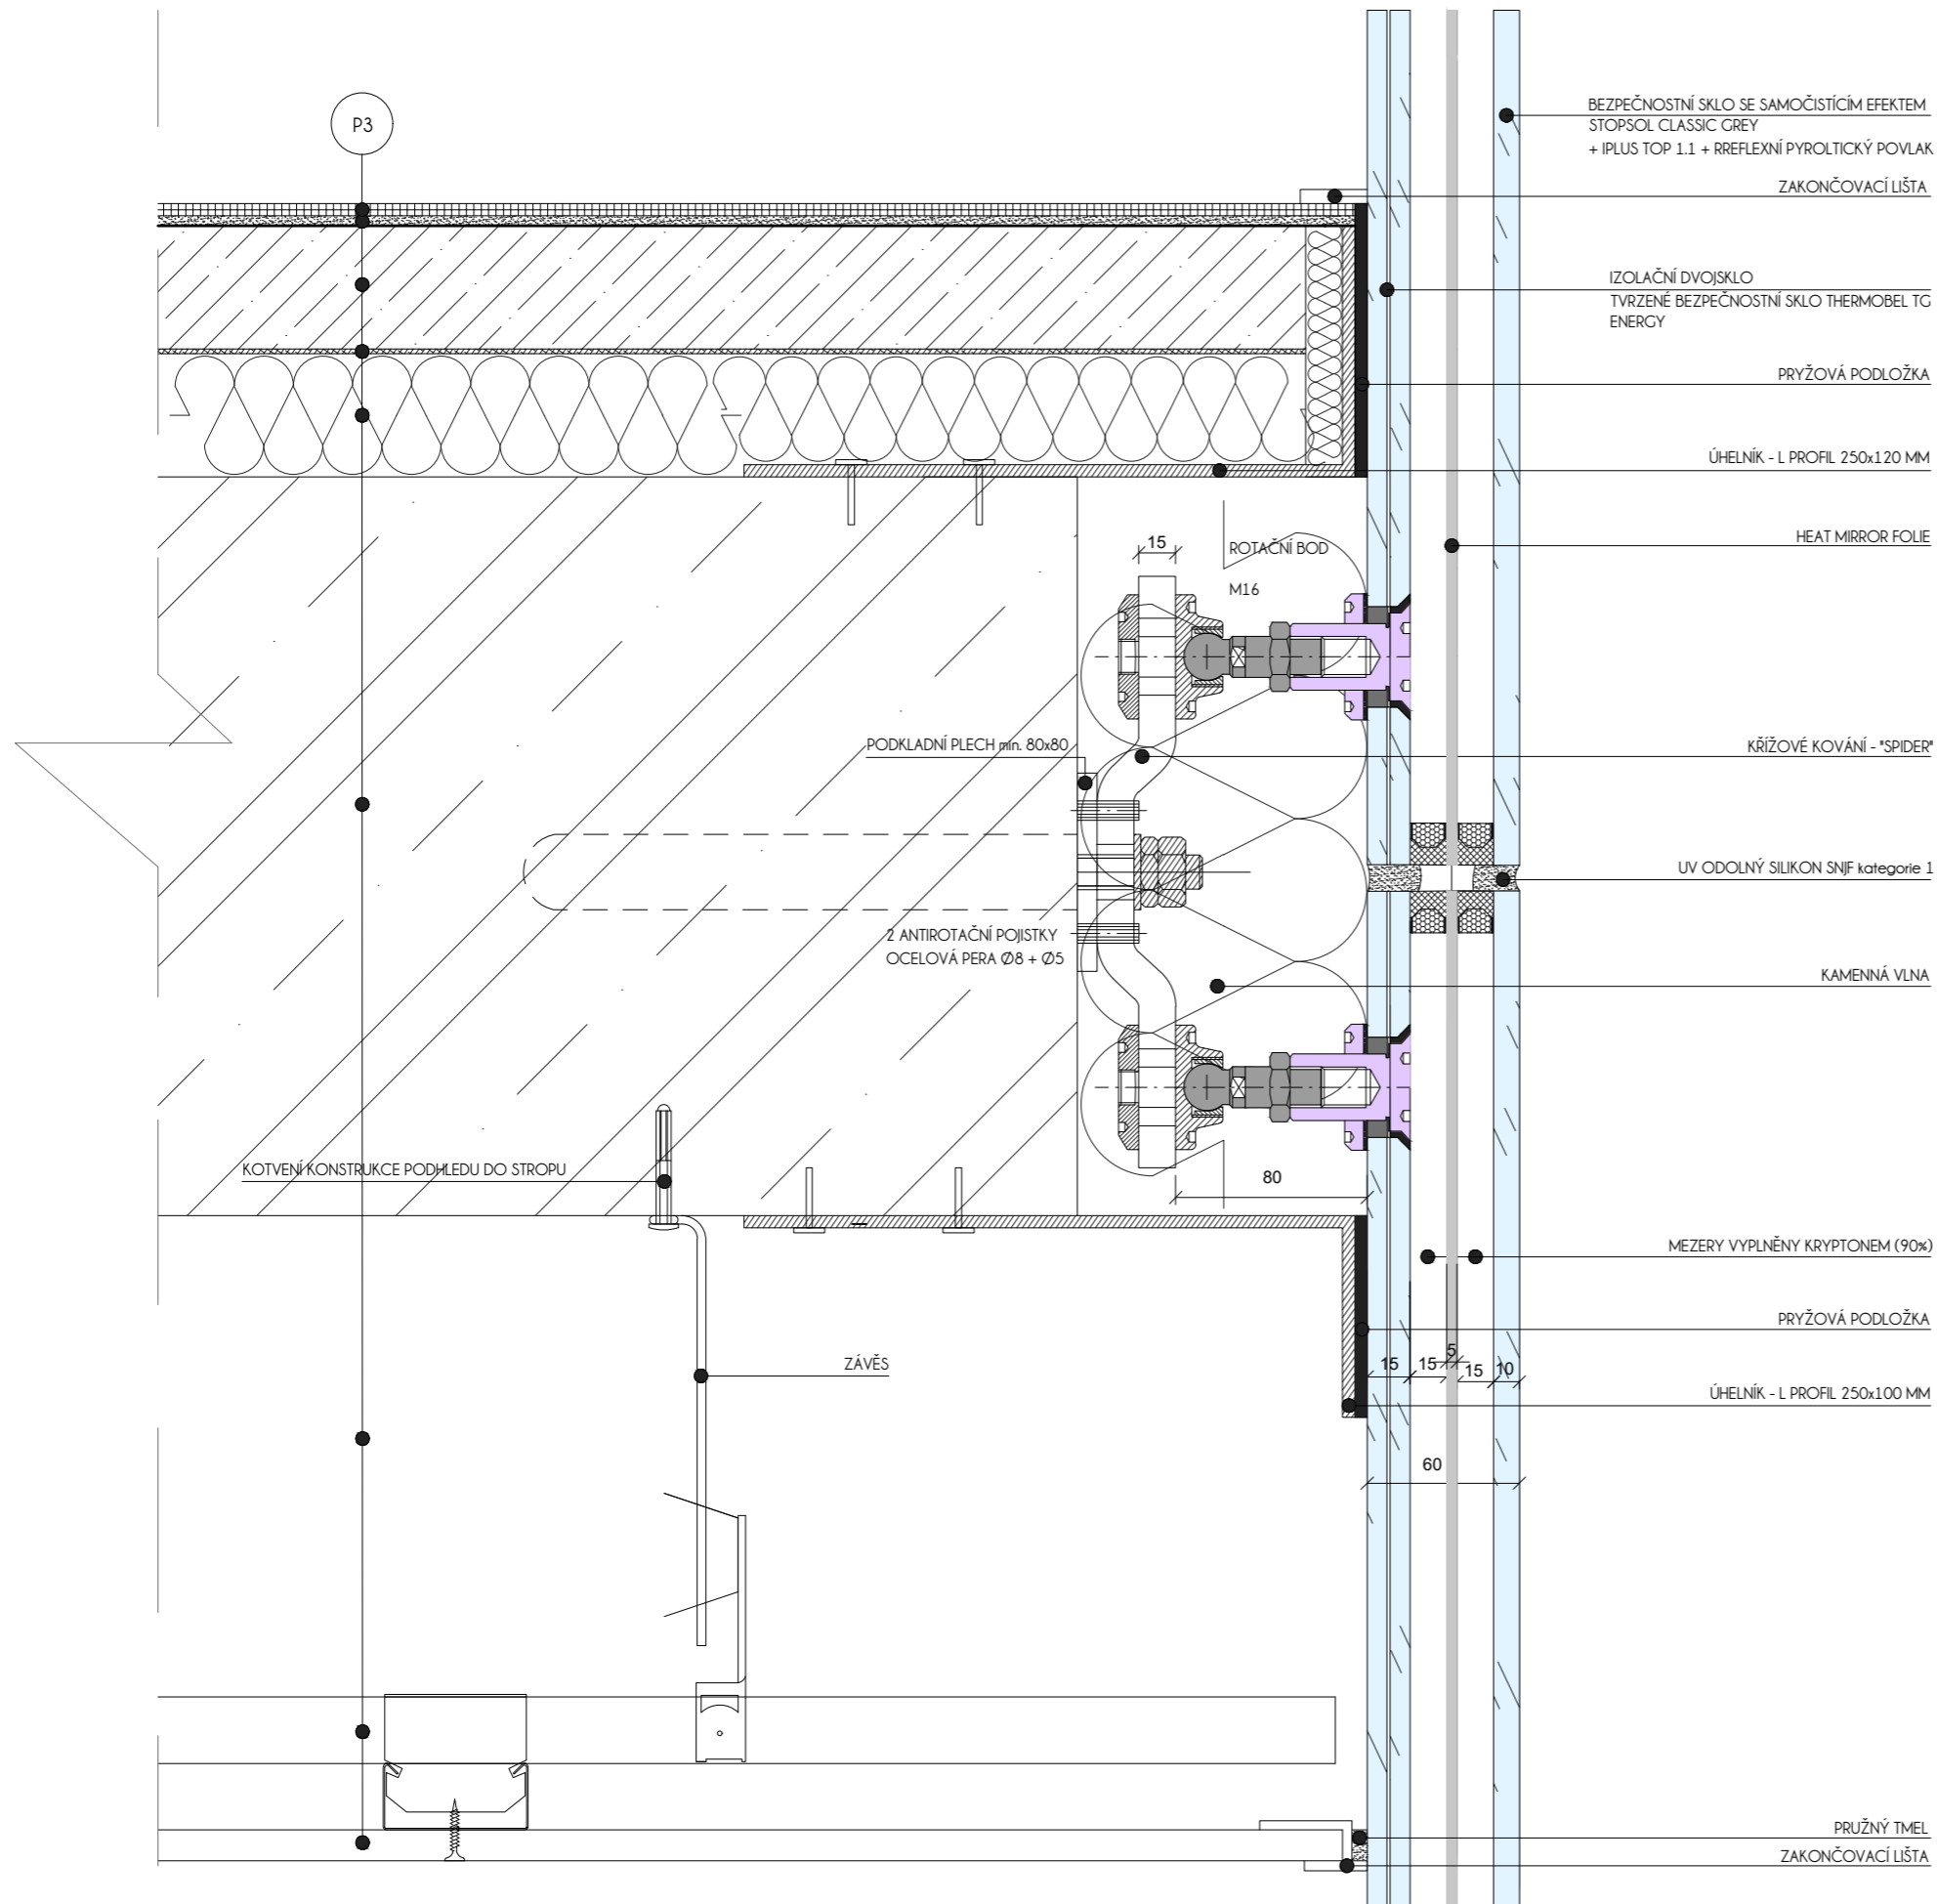 P3
BEZPEČNOSTNÍ SKLO SE SAMOČISTÍCÍM EFEKTEM
STOPSOL CLASSIC GREY
+ IPLUS TOP 1.1 + RREFLEXNÍ PYROLTICKÝ POVLAK
ZAKONČOVACÍ LIŠTA
IZOLAČNÍ DVOJSKLO
TVRZENÉ BEZPEČNOSTNÍ SKLO THERMOBEL TG
ENERGY
PRYŽOVÁ PODLOŽKA
ÚHELNÍK - L PROFIL 250x120 MM
HEAT MIRROR FOLIE
15
ROTAČNÍ BOD
M16
PODKLADNÍ PLECH min. 80x80
KŘÍŽOVÉ KOVÁNÍ - "SPIDER"
UV ODOLNÝ SILIKON SNJF kategorie 1
2 ANTIROTAČNÍ POJISTKY
OCELOVÁ PERA Ø8 + Ø5
KAMENNÁ VLNA
KOTVENÍ KONSTRUKCE PODHLEDU DO STROPU
80
MEZERY VYPLNĚNY KRYPTONEM (90%)
PRYŽOVÁ PODLOŽKA
ZÁVĚS
15 15 5 15 10
ÚHELNÍK - L PROFIL 250x100 MM
60
PRUŽNÝ TMEL
ZAKONČOVACÍ LIŠTA